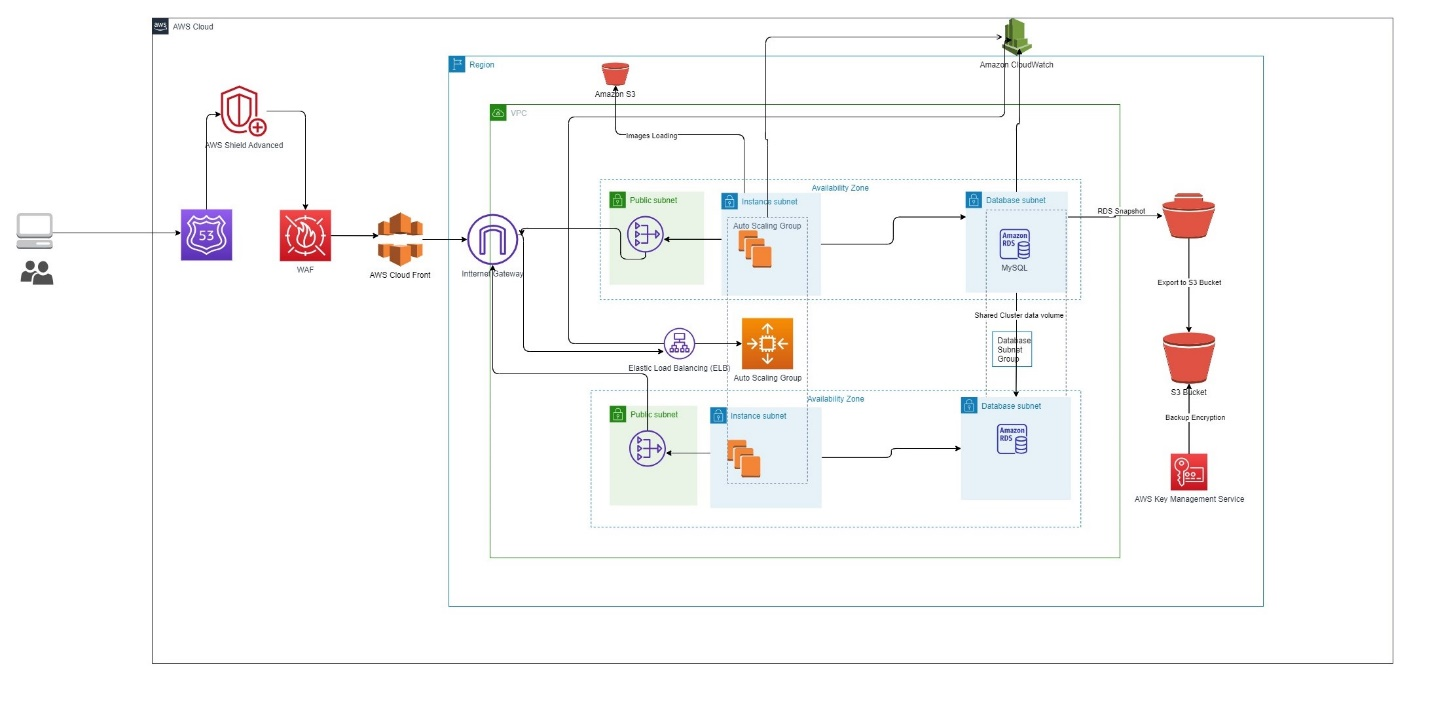 aws
AWS Cloud
Amazon CloudWatch
Region
Amazon S3
VPC
Images Loading
AWS Shield Advanced
Availability Zone
Public subnet
Instance subnet
Database subnet
RDS Snapshot
53
Auto Scaling Group
Amazon
RDS
MySQL
WAF
AWS Cloud Front
Intternet Gateway
Export to S3 Bucket
Shared Cluster data volume
Database
Subnet
Group
Elastic Load Balancing (ELB)
Auto Scaling Group
S3 Bucket
Availability Zone
Public subnet
Instance subnet
Database subnet
Backup Encryption
Amazon
RDS
AWS Key Management Service